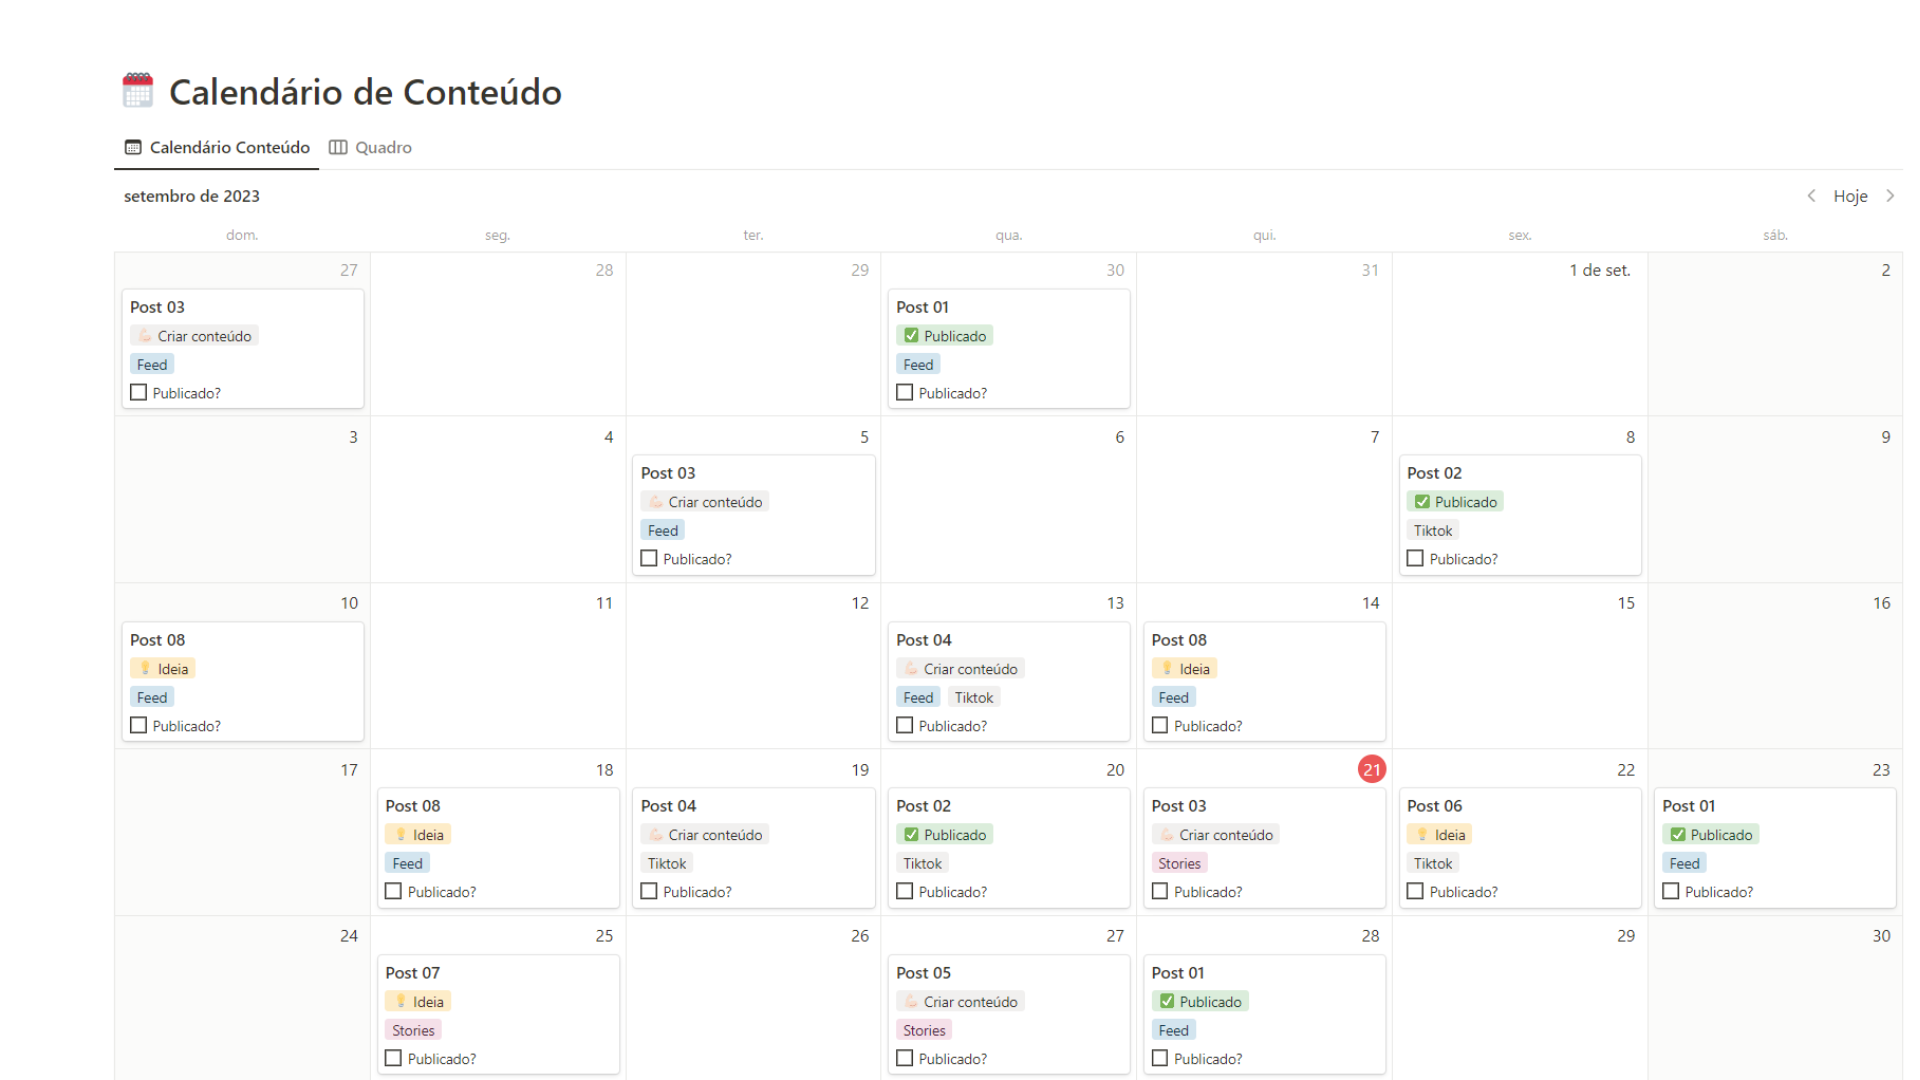 Calendário de Conteúdo
Calendário Conteúdo Quadro
setembro de 2023 Hoje
dom. seg. ter. qua. qui. sex. sáb.
27 28 29 30 31 1 de set. 2
Post 03
Criar conteúdo
Feed
Publicado?
Post 01
Publicado
Feed
Publicado?
3 4 5 6 7 8 9
Post 03
Criar conteúdo
Feed
Publicado?
Post 02
Publicado
Tiktok
Publicado?
10 11 12 13 14 15 16
Post 08
Ideia
Feed
Publicado?
Post 04
Criar conteúdo
Feed Tiktok
Publicado?
Post 08
Ideia
Feed
Publicado?
17 18 19 20 21 22 23
Post 08
Ideia
Feed
Publicado?
Post 04
Criar conteúdo
Tiktok
Publicado?
Post 02
Publicado
Tiktok
Publicado?
Post 03
Criar conteúdo
Stories
Publicado?
Post 06
Ideia
Tiktok
Publicado?
Post 01
Publicado
Feed
Publicado?
24 25 26 27 28 29 30
Post 07
Ideia
Stories
Publicado?
Post 05
Criar conteúdo
Stories
Publicado?
Post 01
Publicado
Feed
Publicado?